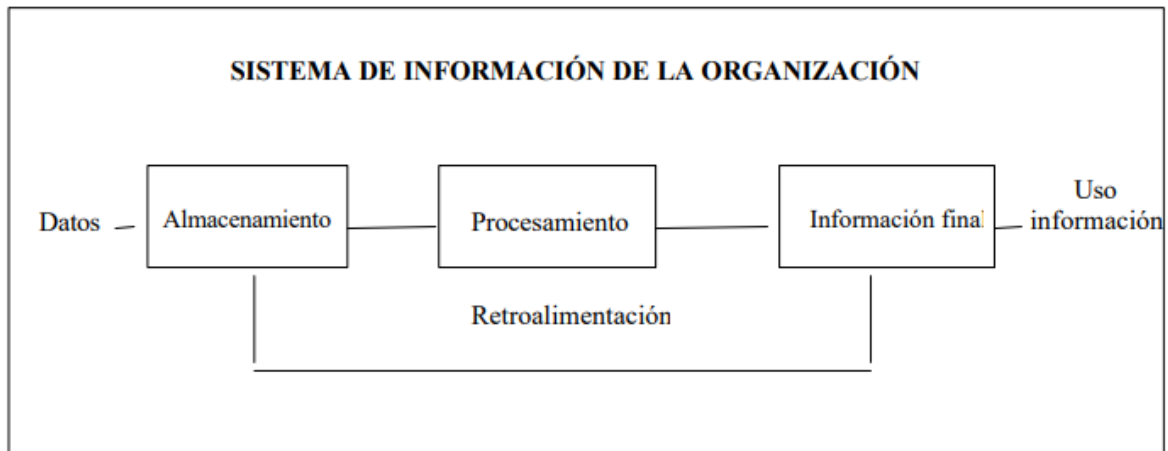 SISTEMA DE INFORMACIÓN DE LA ORGANIZACIÓN
Datos
Almacenamiento
Procesamiento
Información final
Uso
información
Retroalimentación